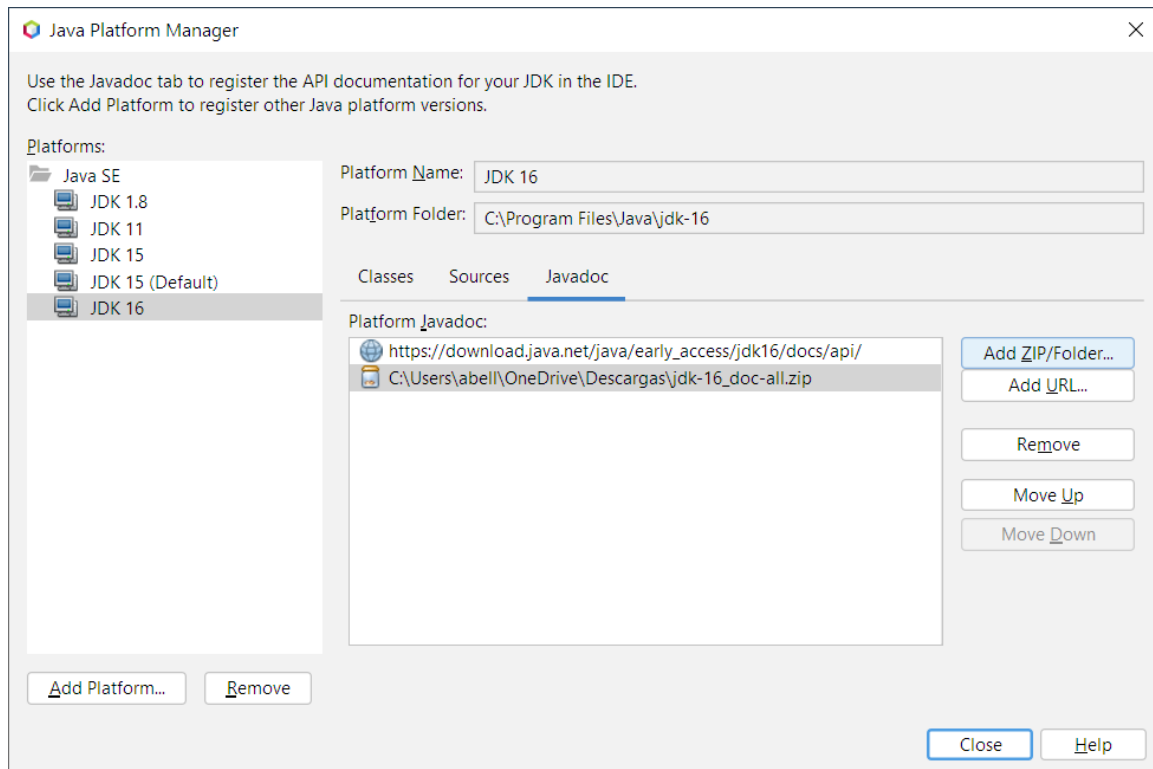 Java Platform Manager
Use the Javadoc tab to register the API documentation for your JDK in the IDE.
Click Add Platform to register other Java platform versions.
Platforms:
Java SE
JDK 1.8
JDK 11
JDK 15
JDK 15 (Default)
JDK 16
Platform Name: JDK 16
Platform Folder: C:\Program Files\Java\jdk-16
Classes Sources Javadoc
Platform Javadoc:
https://download.java.net/java/early_access/jdk16/docs/api/
C:\Users\abell\OneDrive\Descargas\jdk-16_doc-all.zip
Add ZIP/Folder...
Add URL...
Remove
Move Up
Move Down
Add Platform... Remove
Close Help